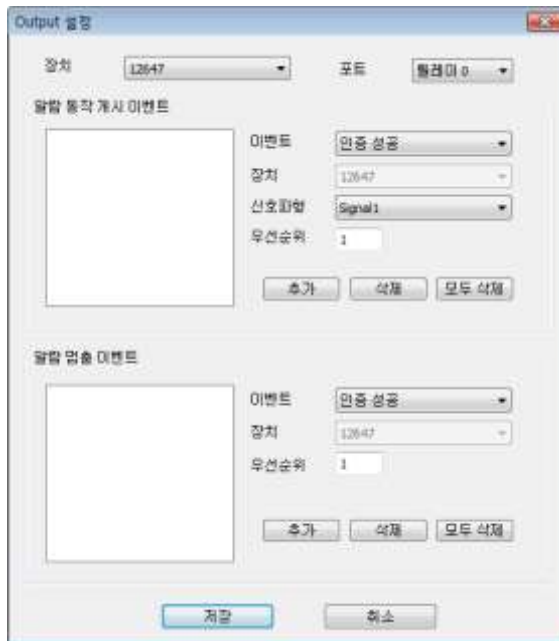 Output 설정
장치 12647 포트 릴레이 0
알람 동작 개시 이벤트
이벤트 인증 성공
장치 12647
신호파형 Signal1
우선순위 1
추가 삭제 모두 삭제
알람 멈춤 이벤트
이벤트 인증 성공
장치 12647
우선순위 1
추가 삭제 모두 삭제
저장 취소